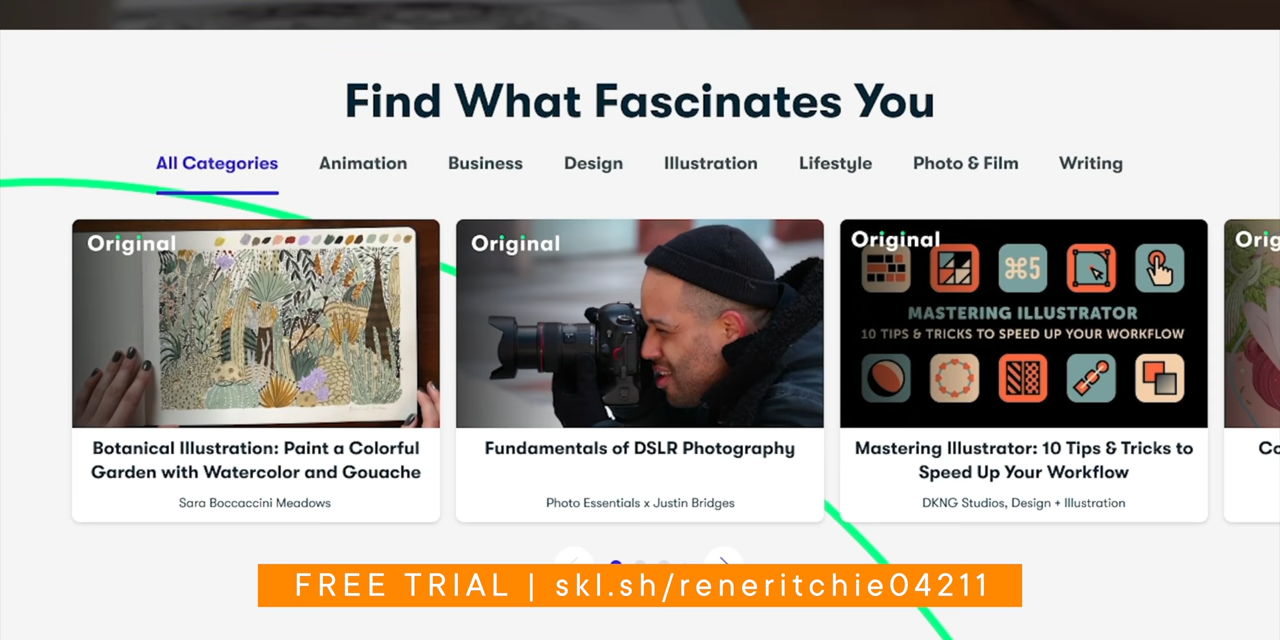 Find What Fascinates You
All Categories Animation Business Design Illustration Lifestyle Photo & Film Writing
Original
Original
Original
⌘5
MASTERING ILLUSTRATOR
10 TIPS & TRICKS TO SPEED UP YOUR WORKFLOW
Botanical Illustration: Paint a Colorful
Garden with Watercolor and Gouache
Sara Boccaccini Meadows
Fundamentals of DSLR Photography
Photo Essentials x Justin Bridges
Mastering Illustrator: 10 Tips & Tricks to
Speed Up Your Workflow
DKNG Studios, Design + Illustration
FREE TRIAL | skl.sh/reneritchie04211